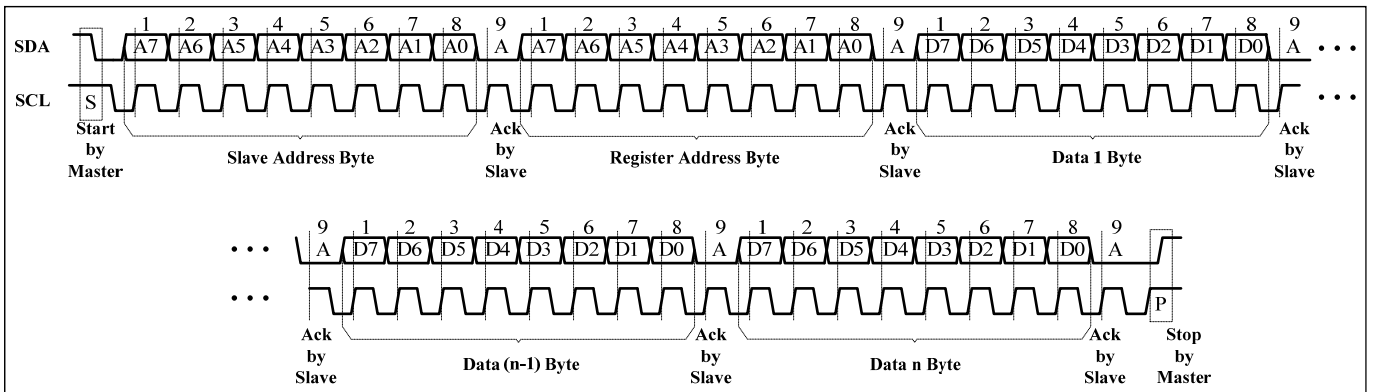 1 2 3 4 5 6 7 8 9 1 2 3 4 5 6 7 8 9 1 2 3 4 5 6 7 8 9
SDA A7 A6 A5 A4 A3 A2 A1 A0 A A7 A6 A5 A4 A3 A2 A1 A0 A D7 D6 D5 D4 D3 D2 D1 D0 A • • •
SCL S • • •
Start by Master
Slave Address Byte
Ack by Slave
Register Address Byte
Ack by Slave
Data 1 Byte
Ack by Slave
9 1 2 3 4 5 6 7 8 9 1 2 3 4 5 6 7 8 9
• • • A D7 D6 D5 D4 D3 D2 D1 D0 A D7 D6 D5 D4 D3 D2 D1 D0 A
• • • P
Ack by Slave
Data (n-1) Byte
Ack by Slave
Data n Byte
Ack by Slave
Stop by Master